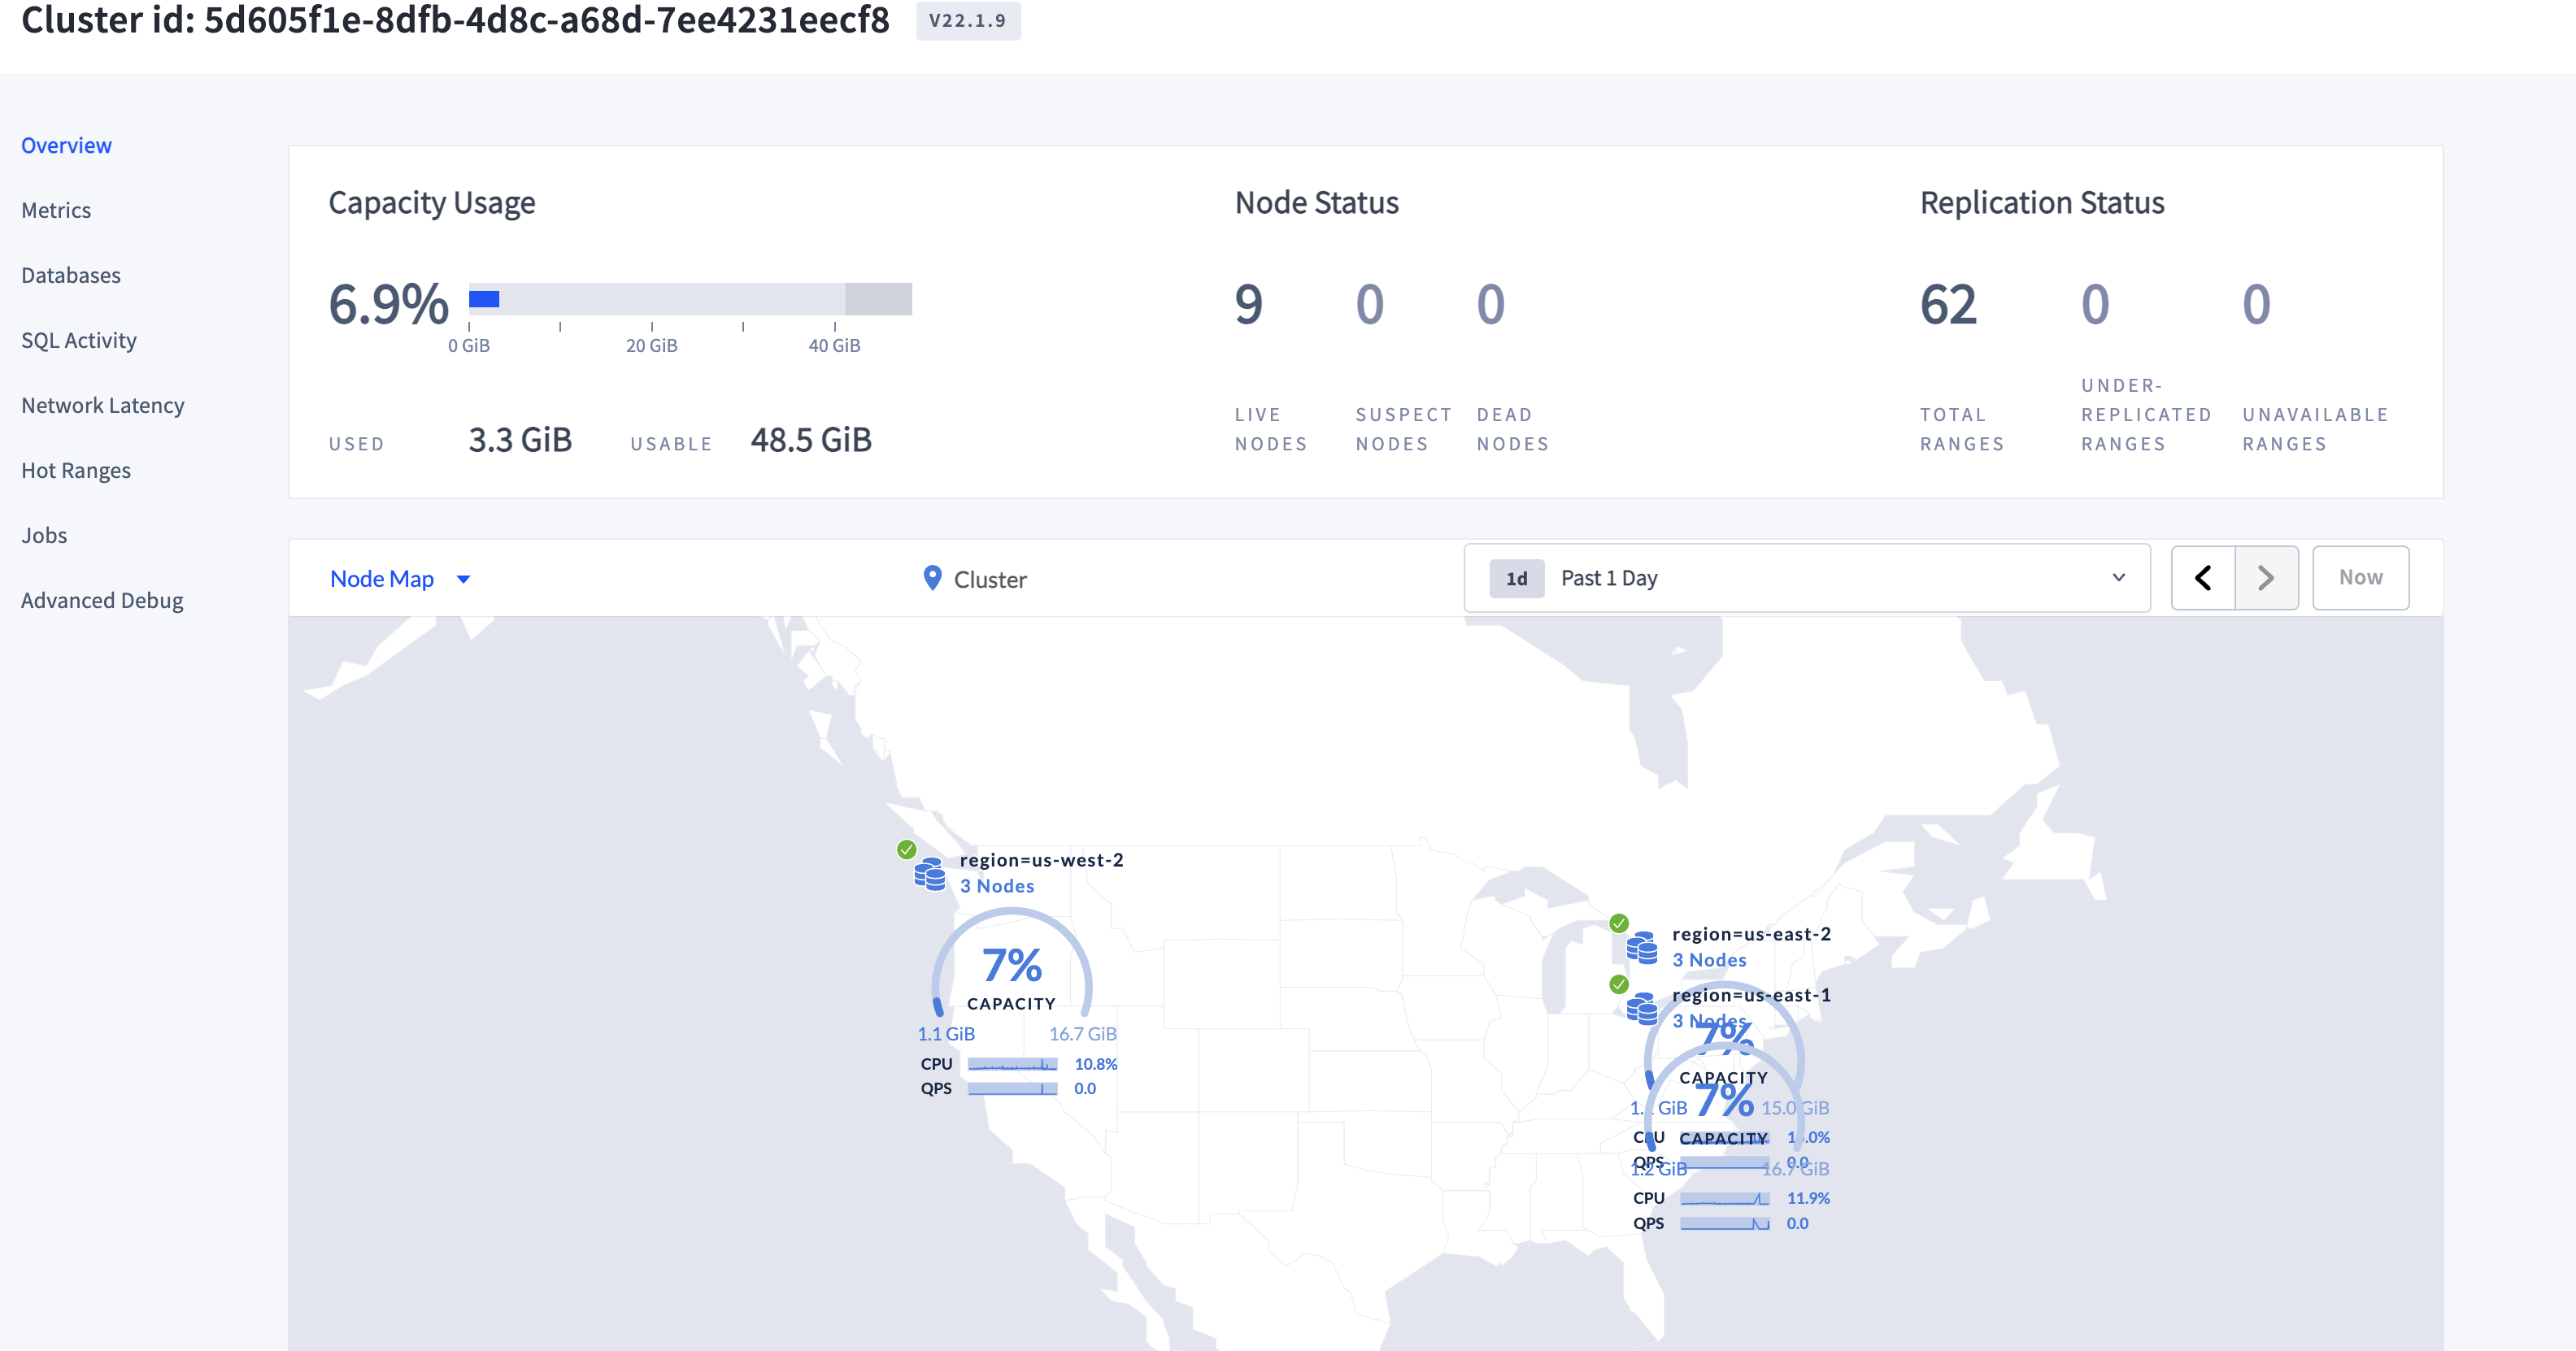 Cluster id: 5d605f1e-8dfb-4d8c-a68d-7ee4231eecf8 V22.1.9
Overview
Metrics
Databases
SQL Activity
Network Latency
Hot Ranges
Jobs
Advanced Debug
Capacity Usage
6.9%
0 GiB 20 GiB 40 GiB
USED 3.3 GiB USABLE 48.5 GiB
Node Status
9 0 0
LIVE NODES
SUSPECT NODES
DEAD NODES
Replication Status
62 0 0
TOTAL RANGES
UNDER-REPLICATED RANGES
UNAVAILABLE RANGES
Node Map
Cluster
1d Past 1 Day
Now
region=us-west-2
3 Nodes
7%
CAPACITY
1.1 GiB 16.7 GiB
CPU 10.8%
QPS 0.0
region=us-east-2
3 Nodes
region=us-east-1
3 Nodes
7%
CAPACITY
7%
GiB 15.0 GiB
CPU CAPACITY
QPS 0.0
1.2 GiB 16.7 GiB
CPU 11.9%
QPS 0.0